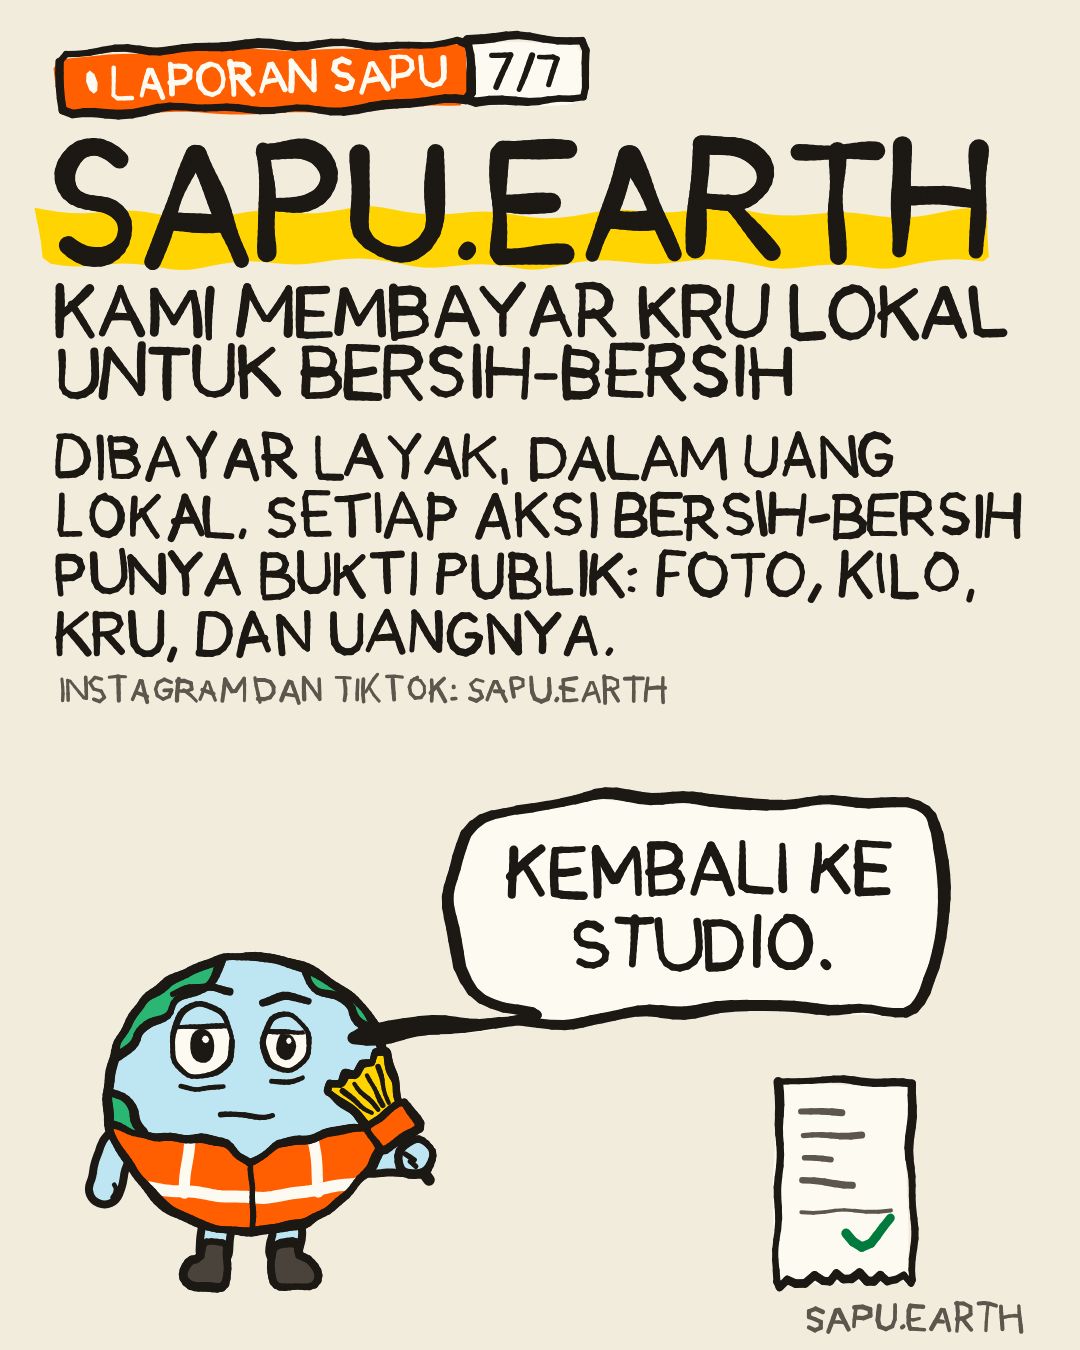 LAPORAN SAPU 7/7
SAPU.EARTH
KAMI MEMBAYAR KRU LOKAL
UNTUK BERSIH-BERSIH
DIBAYAR LAYAK, DALAM UANG
LOKAL. SETIAP AKSI BERSIH-BERSIH
PUNYA BUKTI PUBLIK: FOTO, KILO,
KRU, DAN UANGNYA.
INSTAGRAM DAN TIKTOK: SAPU.EARTH
KEMBALI KE
STUDIO.
SAPU.EARTH